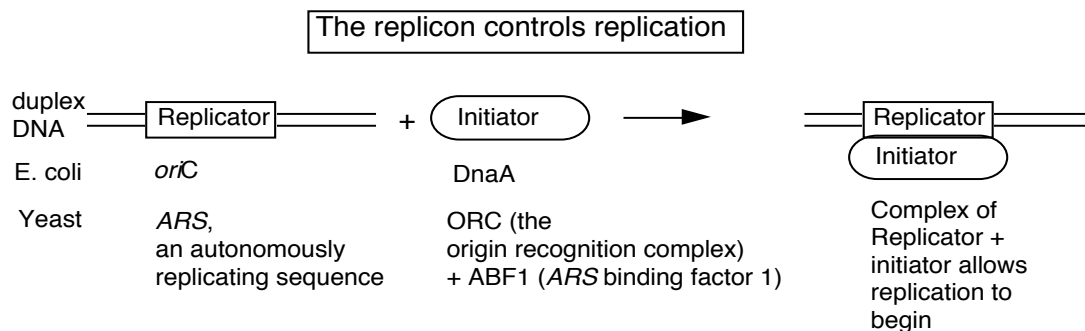 The replicon controls replication
duplex
DNA
Replicator
+
Initiator
Replicator
Initiator
E. coli
oriC
DnaA
Yeast
ARS,
an autonomously
replicating sequence
ORC (the
origin recognition complex)
+ ABF1 (ARS binding factor 1)
Complex of
Replicator +
initiator allows
replication to
begin